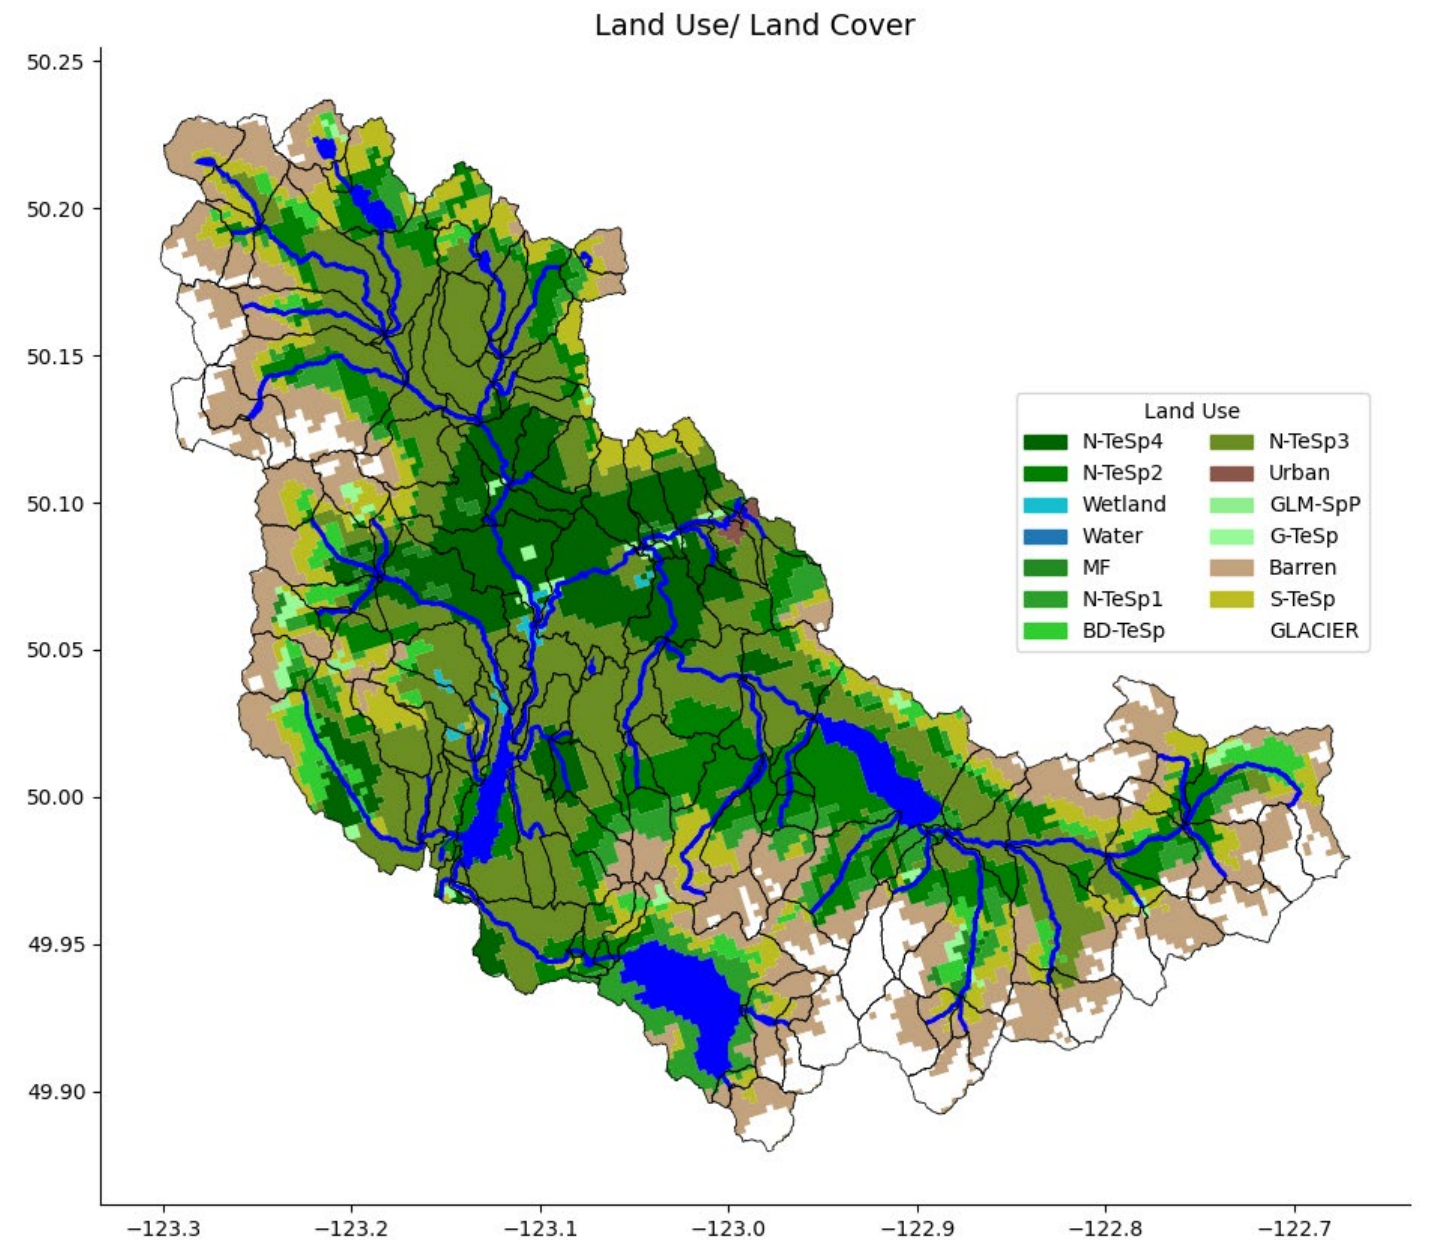 Land Use/ Land Cover
50.25
50.20
50.15
50.10
50.05
50.00
49.95
49.90
Land Use
N-TeSp4 N-TeSp3
N-TeSp2 Urban
Wetland GLM-SpP
Water G-TeSp
MF Barren
N-TeSp1 S-TeSp
BD-TeSp GLACIER
−123.3 −123.2 −123.1 −123.0 −122.9 −122.8 −122.7